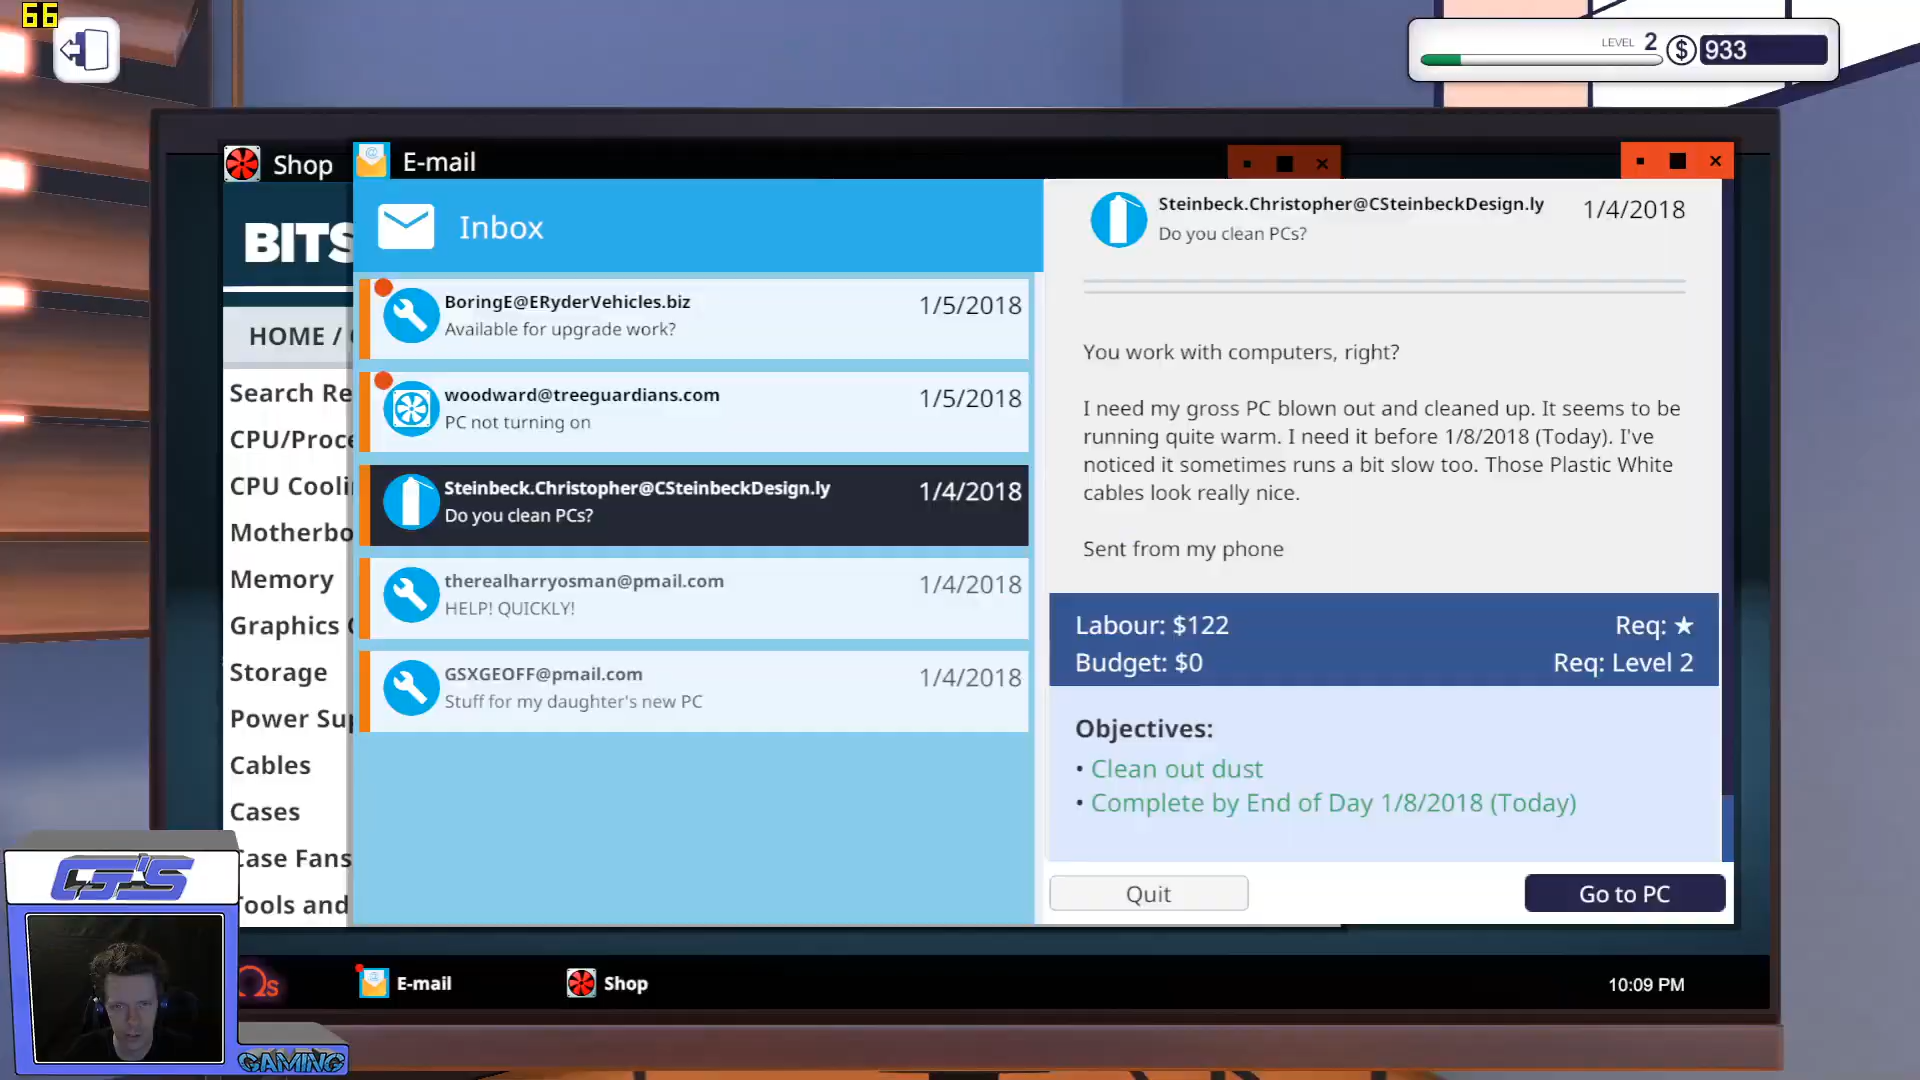 66
LEVEL 2
$ 933
Shop
E-mail
BITS
HOME /
Search Re
CPU/Proce
CPU Cooli
Motherbo
Memory
Graphics
Storage
Power Sup
Cables
Cases
Case Fans
Tools and
Inbox
BoringE@ERyderVehicles.biz
1/5/2018
Available for upgrade work?
woodward@treeguardians.com
1/5/2018
PC not turning on
Steinbeck.Christopher@CSteinbeckDesign.ly
1/4/2018
Do you clean PCs?
therealharryosman@pmail.com
1/4/2018
HELP! QUICKLY!
GSXGEOFF@pmail.com
1/4/2018
Stuff for my daughter's new PC
Steinbeck.Christopher@CSteinbeckDesign.ly
1/4/2018
Do you clean PCs?
You work with computers, right?
I need my gross PC blown out and cleaned up. It seems to be
running quite warm. I need it before 1/8/2018 (Today). I've
noticed it sometimes runs a bit slow too. Those Plastic White
cables look really nice.
Sent from my phone
Labour: $122
Req: ★
Budget: $0
Req: Level 2
Objectives:
• Clean out dust
• Complete by End of Day 1/8/2018 (Today)
Quit
Go to PC
E-mail
Shop
10:09 PM
GAMING